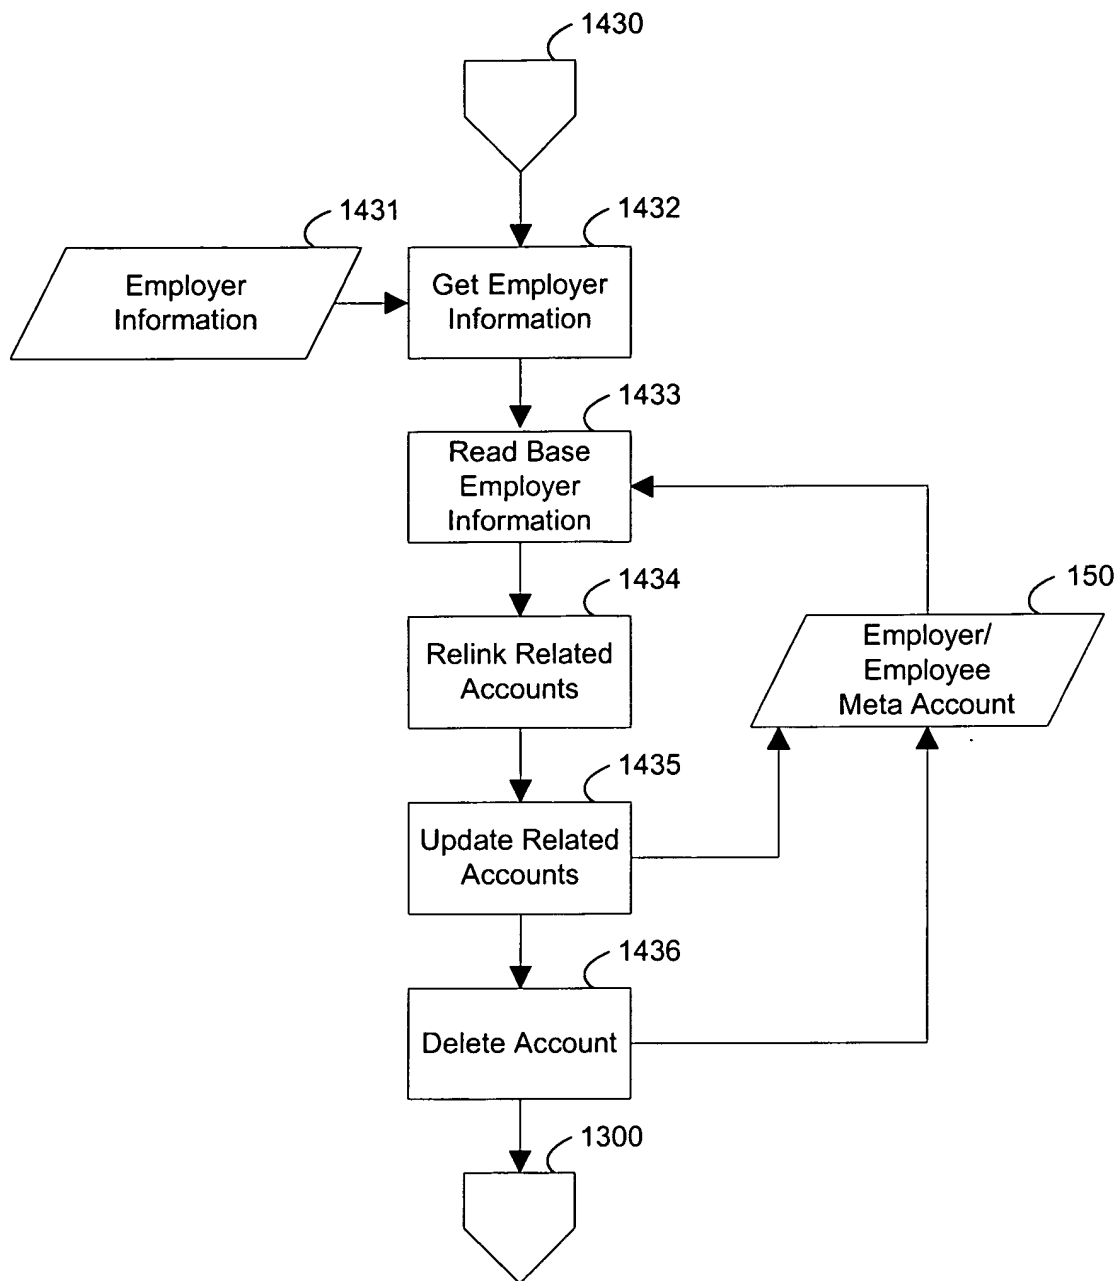 1430
1431
1432
Employer
Information
Get Employer
Information
1433
Read Base
Employer
Information
1434
150
Relink Related
Accounts
Employer/
Employee
Meta Account
1435
Update Related
Accounts
1436
Delete Account
1300